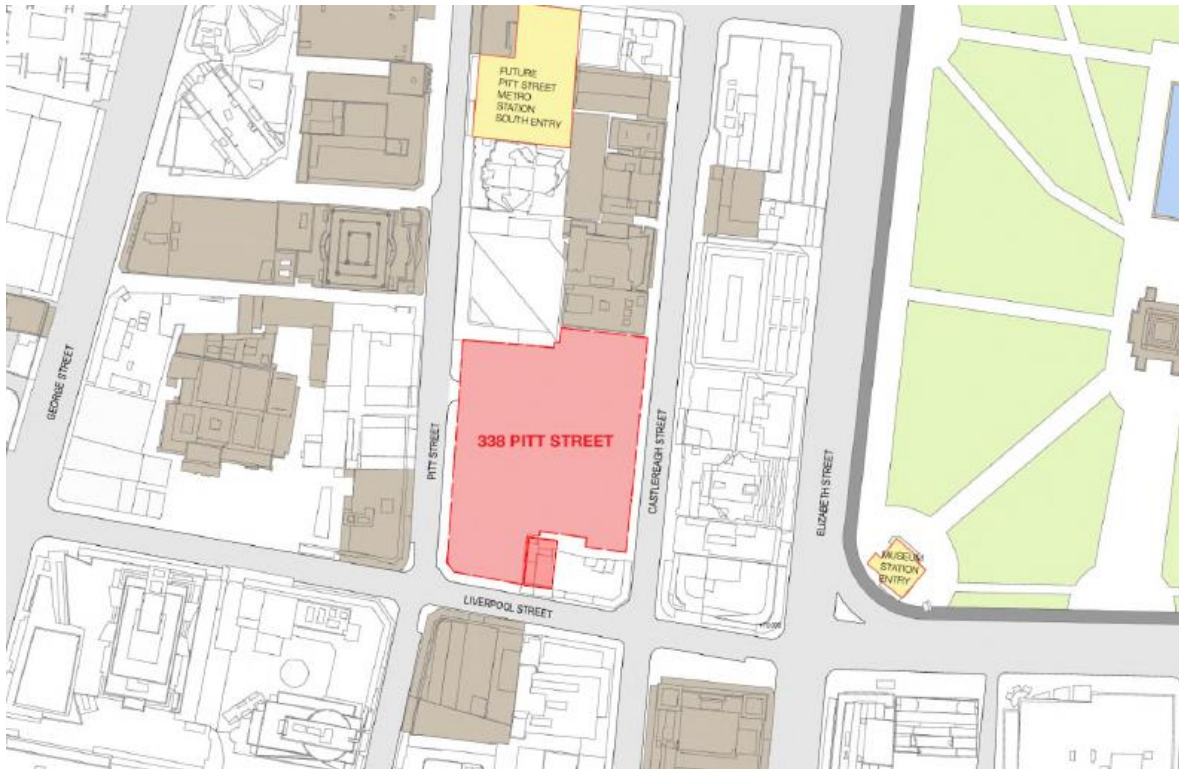 FUTURE
PITT STREET
METRO
STATION
SOUTH ENTRY
GEORGE STREET
PITT STREET
338 PITT STREET
CASTLEREAGH STREET
ELIZABETH STREET
MUSEUM
STATION
ENTRY
LIVERPOOL STREET